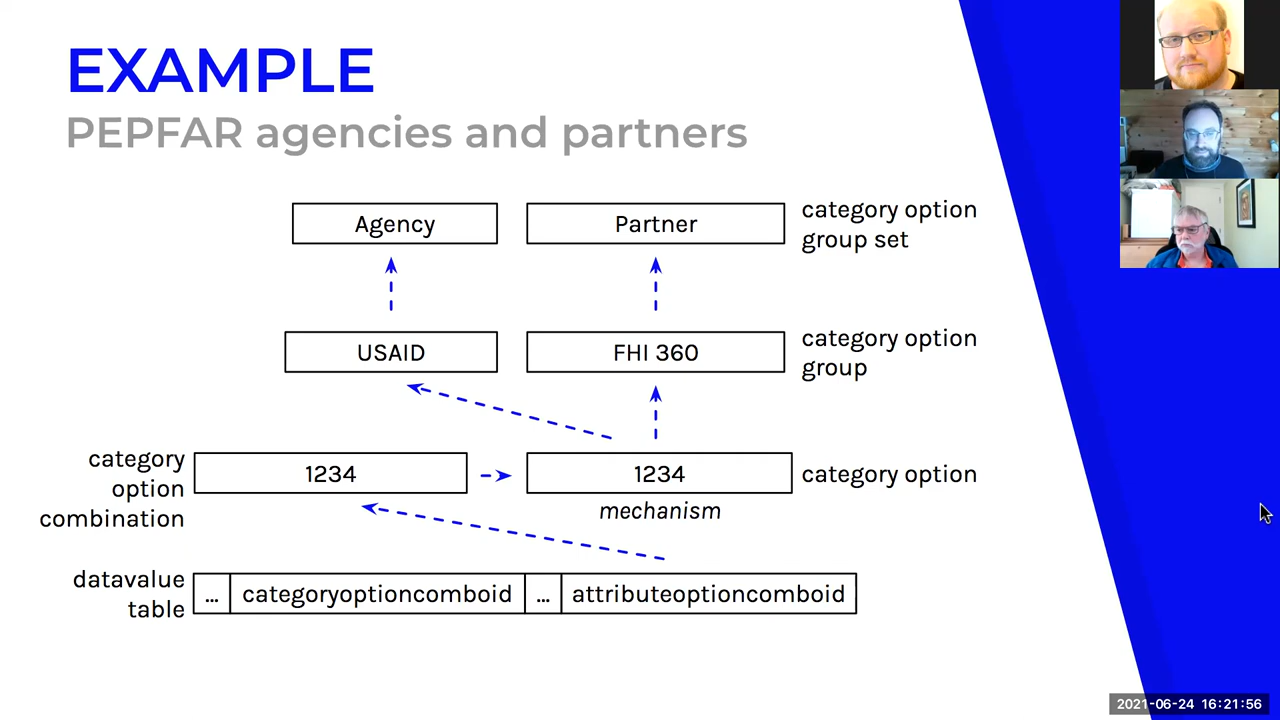 EXAMPLE
PEPFAR agencies and partners
Agency
Partner
category option
group set
USAID
FHI 360
category option
group
category
option
combination
1234
1234
category option
mechanism
datavalue
table
... categoryoptioncomboid ... attributeoptioncomboid
2021-06-24 16:21:56